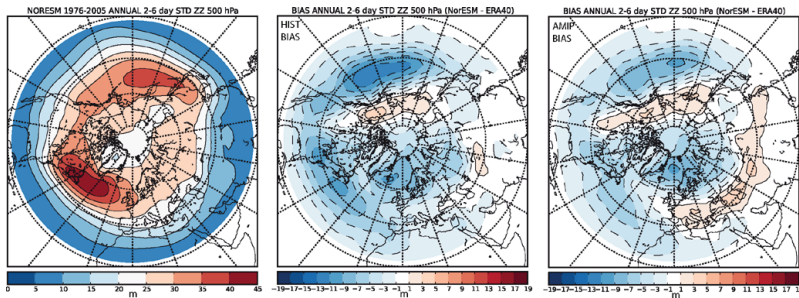 NORESM 1976-2005 ANNUAL 2-6 day STD ZZ 500 hPa
0 5 10 15 20 25 30 35 40 45
m
BIAS ANNUAL 2-6 day STD ZZ 500 hPa (NorESM - ERA40)
HIST
BIAS
−19−17−15−13−11−9 −7 −5 −3 −1 1 3 5 7 9 11 13 15 17 19
m
BIAS ANNUAL 2-6 day STD ZZ 500 hPa (NorESM - ERA40)
AMIP
BIAS
−19−17−15−13−11−9 −7 −5 −3 −1 1 3 5 7 9 11 13 15 17 1
m